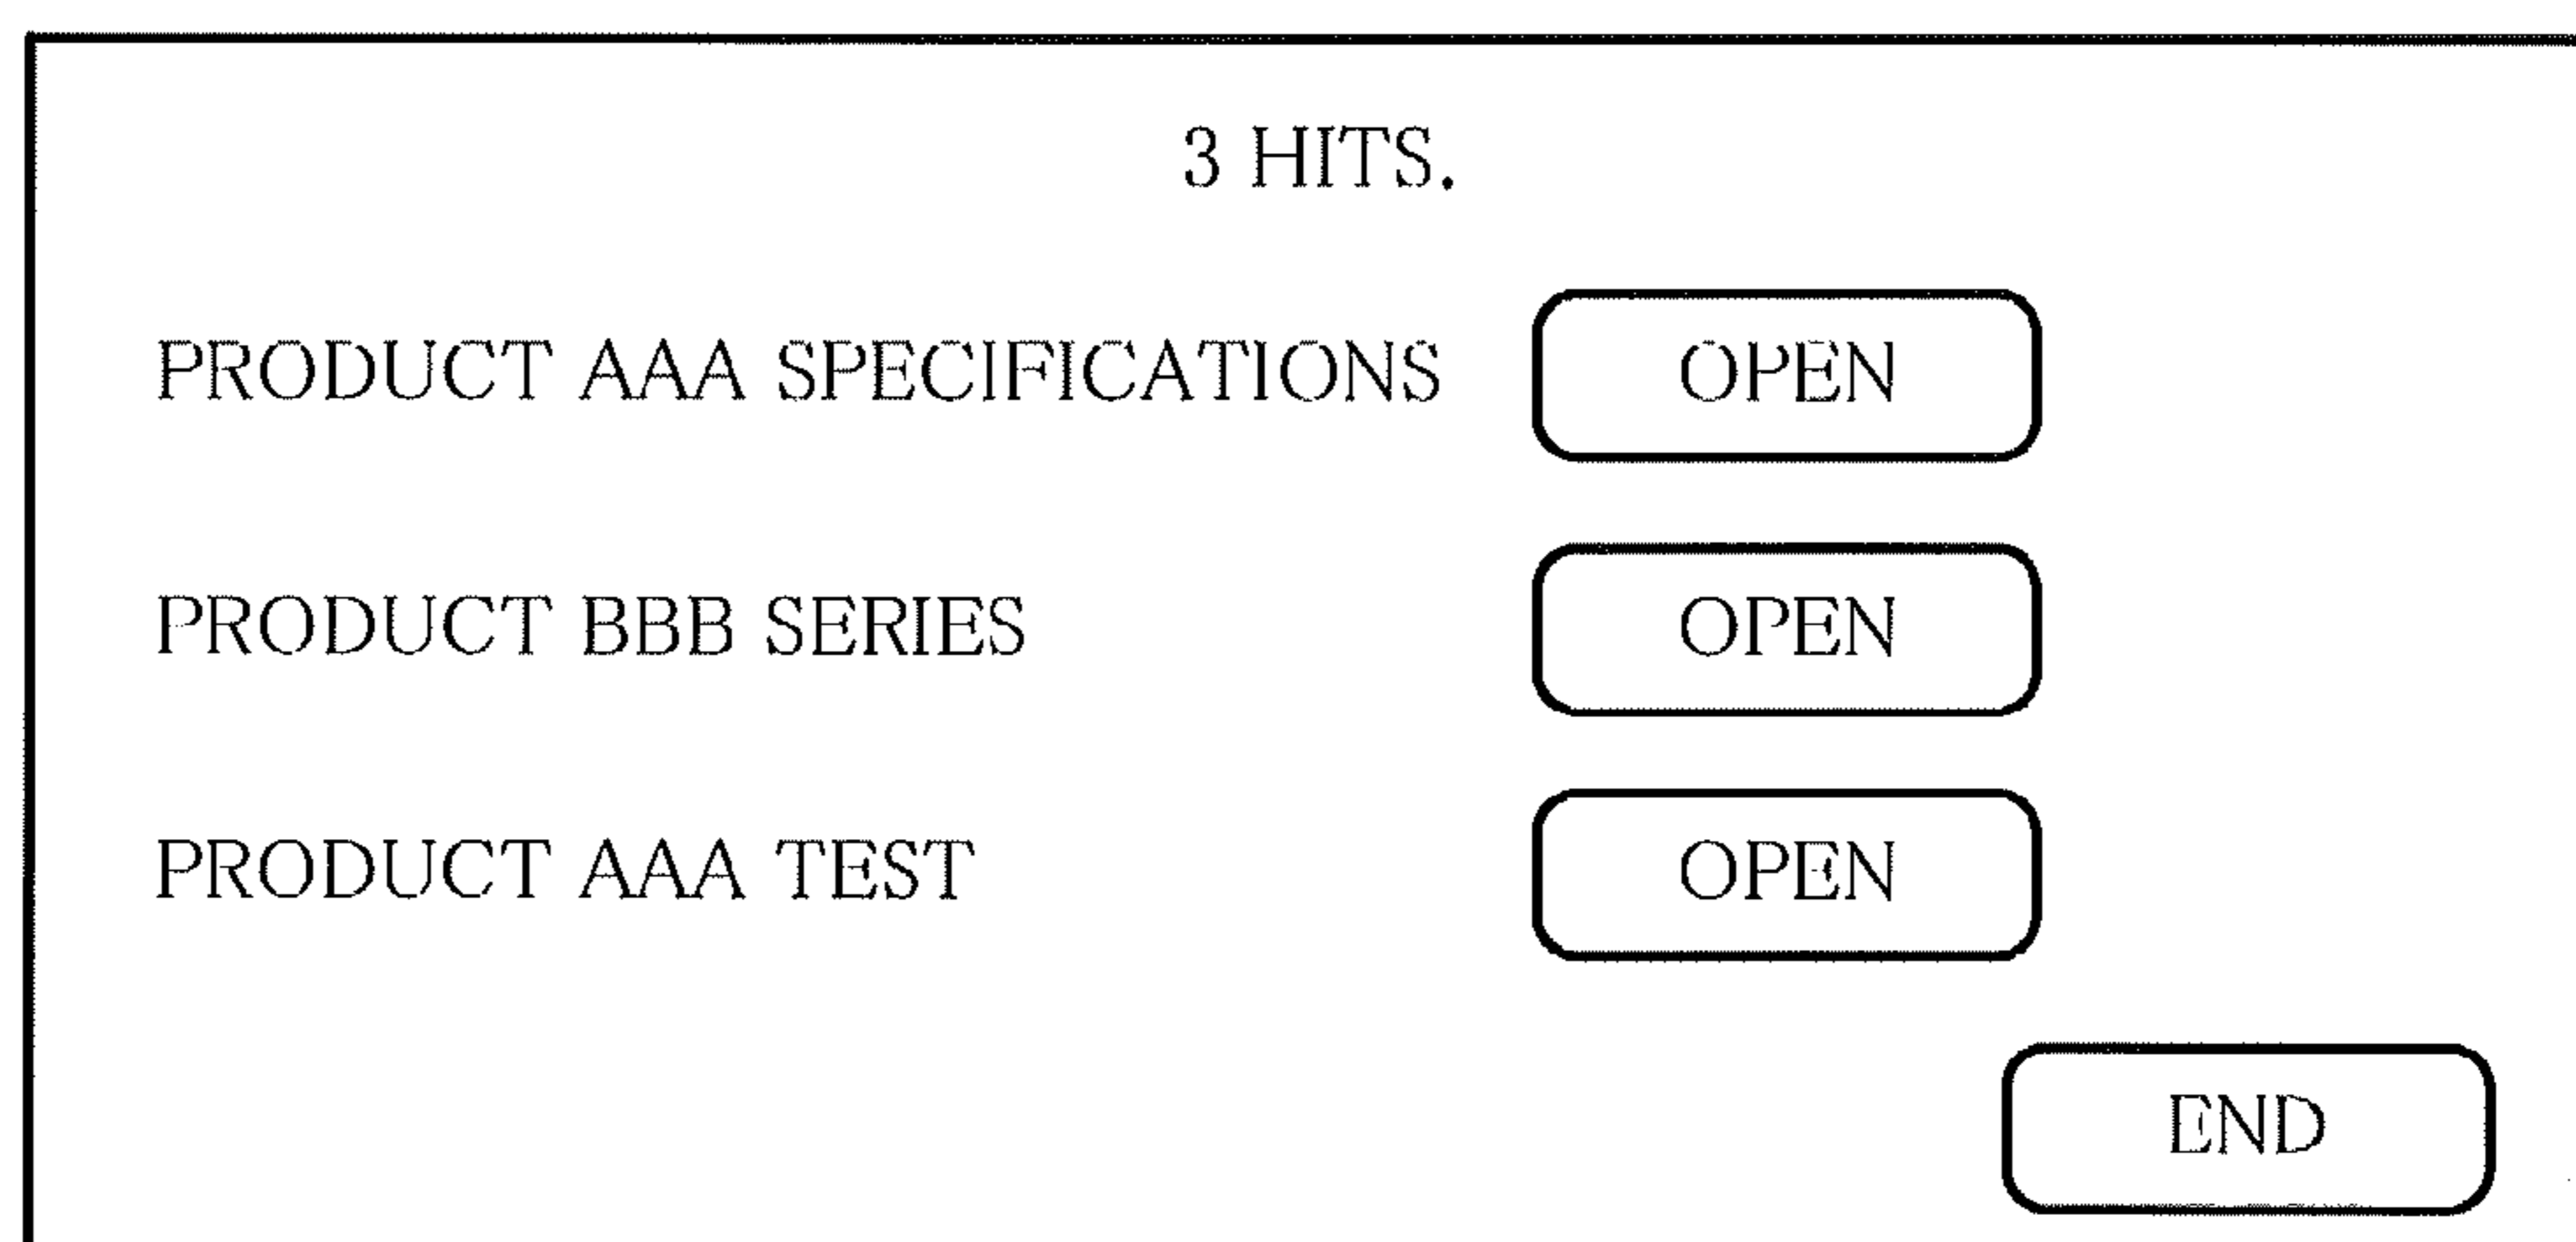 3 HITS.
PRODUCT AAA SPECIFICATIONS OPEN
PRODUCT BBB SERIES OPEN
PRODUCT AAA TEST OPEN
END